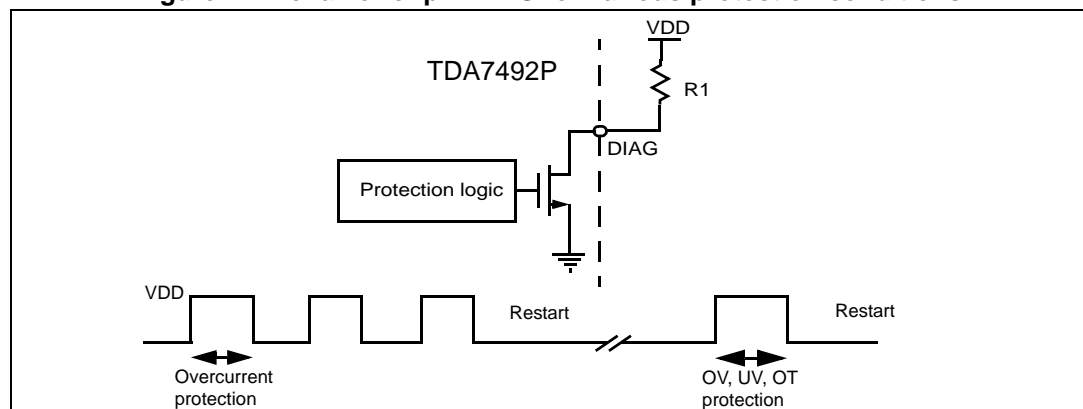 VDD
TDA7492P
R1
DIAG
Protection logic
VDD
Restart
Restart
Overcurrent
protection
OV, UV, OT
protection